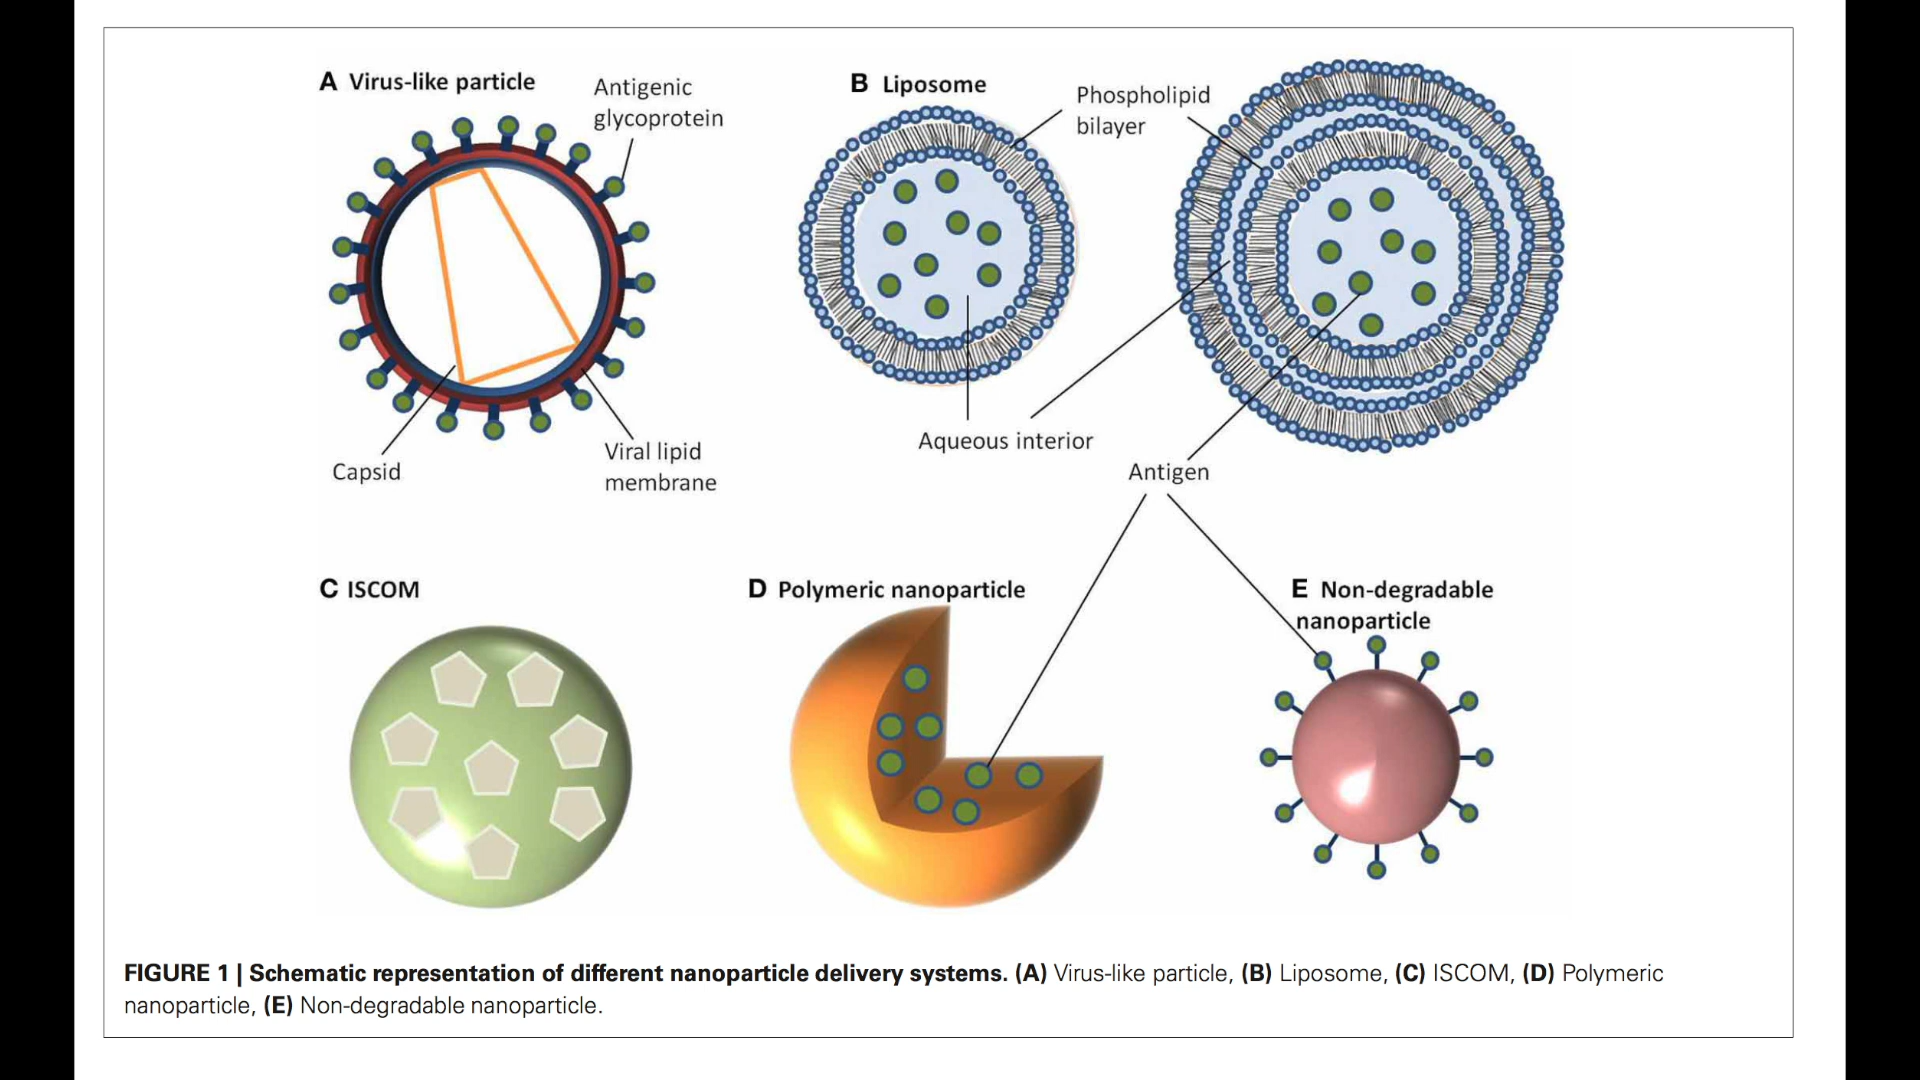 A Virus-like particle
Antigenic
glycoprotein
Capsid
Viral lipid
membrane
B Liposome
Phospholipid
bilayer
Aqueous interior
Antigen
C ISCOM
D Polymeric nanoparticle
E Non-degradable
nanoparticle
FIGURE 1 | Schematic representation of different nanoparticle delivery systems. (A) Virus-like particle, (B) Liposome, (C) ISCOM, (D) Polymeric
nanoparticle, (E) Non-degradable nanoparticle.